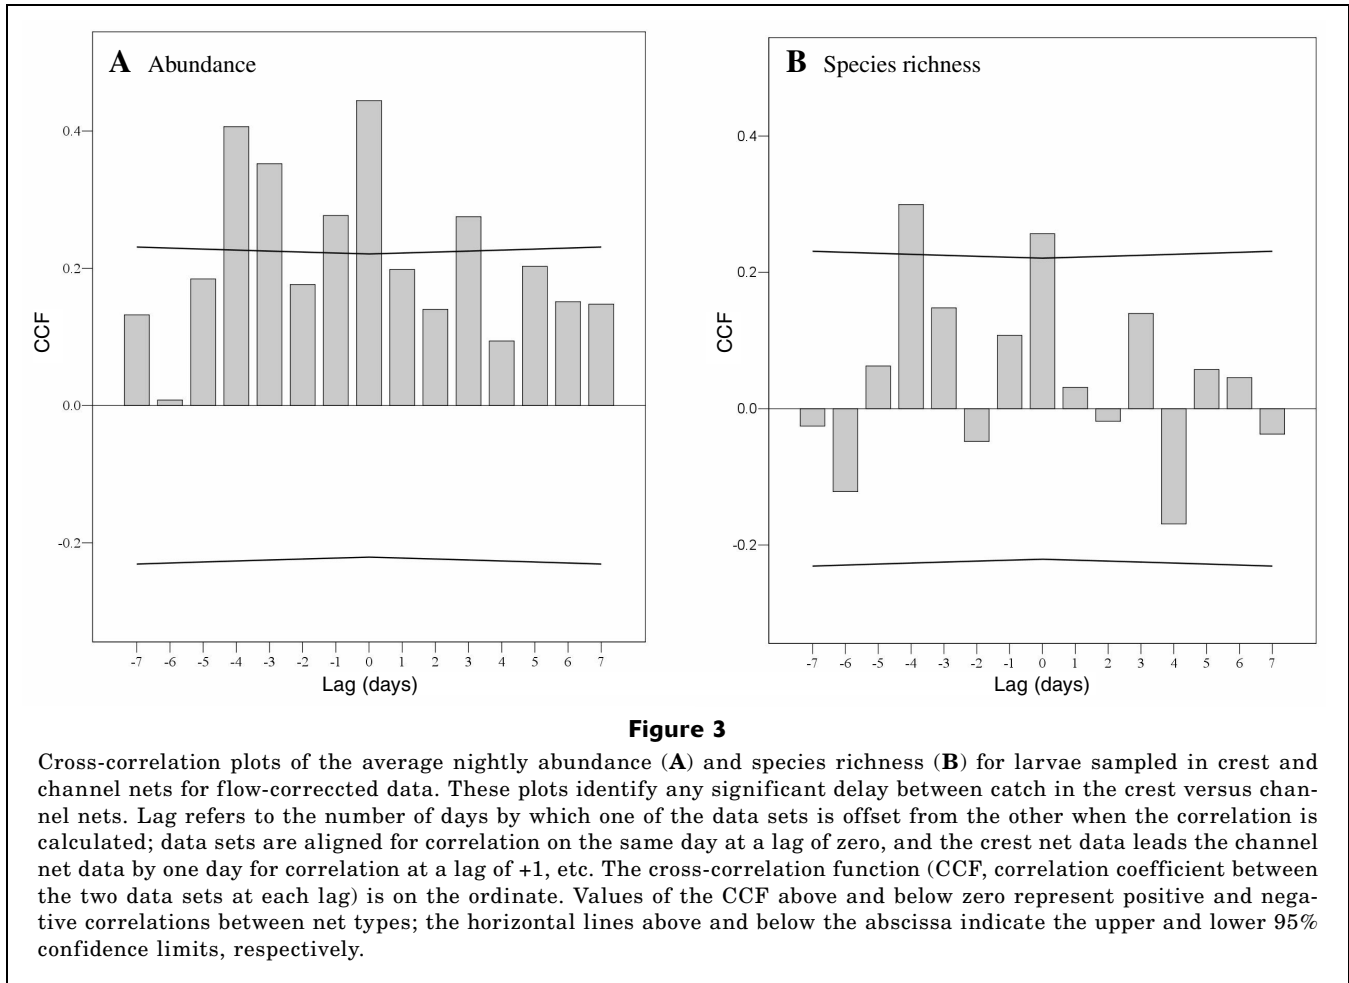 A Abundance
0.4
0.2
0.0
-0.2
CCF
-7 -6 -5 -4 -3 -2 -1 0 1 2 3 4 5 6 7
Lag (days)
B Species richness
0.4
0.2
0.0
-0.2
CCF
-7 -6 -5 -4 -3 -2 -1 0 1 2 3 4 5 6 7
Lag (days)
Figure 3
Cross-correlation plots of the average nightly abundance (A) and species richness (B) for larvae sampled in crest and
channel nets for flow-correccted data. These plots identify any significant delay between catch in the crest versus chan-
nel nets. Lag refers to the number of days by which one of the data sets is offset from the other when the correlation is
calculated; data sets are aligned for correlation on the same day at a lag of zero, and the crest net data leads the channel
net data by one day for correlation at a lag of +1, etc. The cross-correlation function (CCF, correlation coefficient between
the two data sets at each lag) is on the ordinate. Values of the CCF above and below zero represent positive and nega-
tive correlations between net types; the horizontal lines above and below the abscissa indicate the upper and lower 95%
confidence limits, respectively.